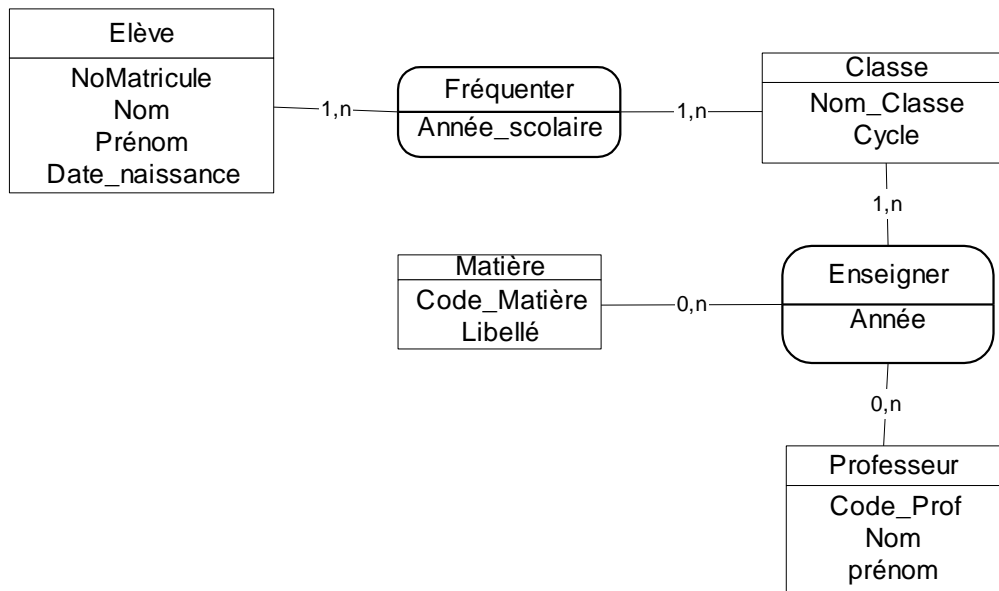 Elève
NoMatricule
Nom
Prénom
Date_naissance
1,n
Fréquenter
Année_scolaire
1,n
Classe
Nom_Classe
Cycle
1,n
Matière
Code_Matière
Libellé
0,n
Enseigner
Année
0,n
Professeur
Code_Prof
Nom
prénom